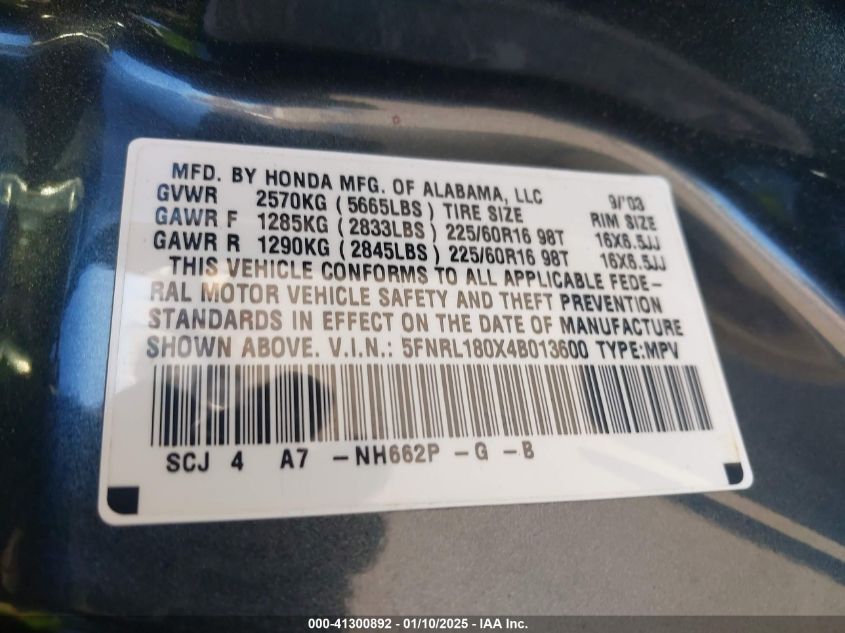 MFD. BY HONDA MFG. OF ALABAMA, LLC 9/'03
GVWR 2570KG (5665LBS) TIRE SIZE RIM SIZE
GAWR F 1285KG (2833LBS) 225/60R16 98T 16X6.5JJ
GAWR R 1290KG (2845LBS) 225/60R16 98T 16X6.5JJ
THIS VEHICLE CONFORMS TO ALL APPLICABLE FEDE-
RAL MOTOR VEHICLE SAFETY AND THEFT PREVENTION
STANDARDS IN EFFECT ON THE DATE OF MANUFACTURE
SHOWN ABOVE. V.I.N.: 5FNRL180X4B013600 TYPE:MPV
SCJ 4 A7 -NH662P -G -B
000-41300892 - 01/10/2025 - IAA Inc.